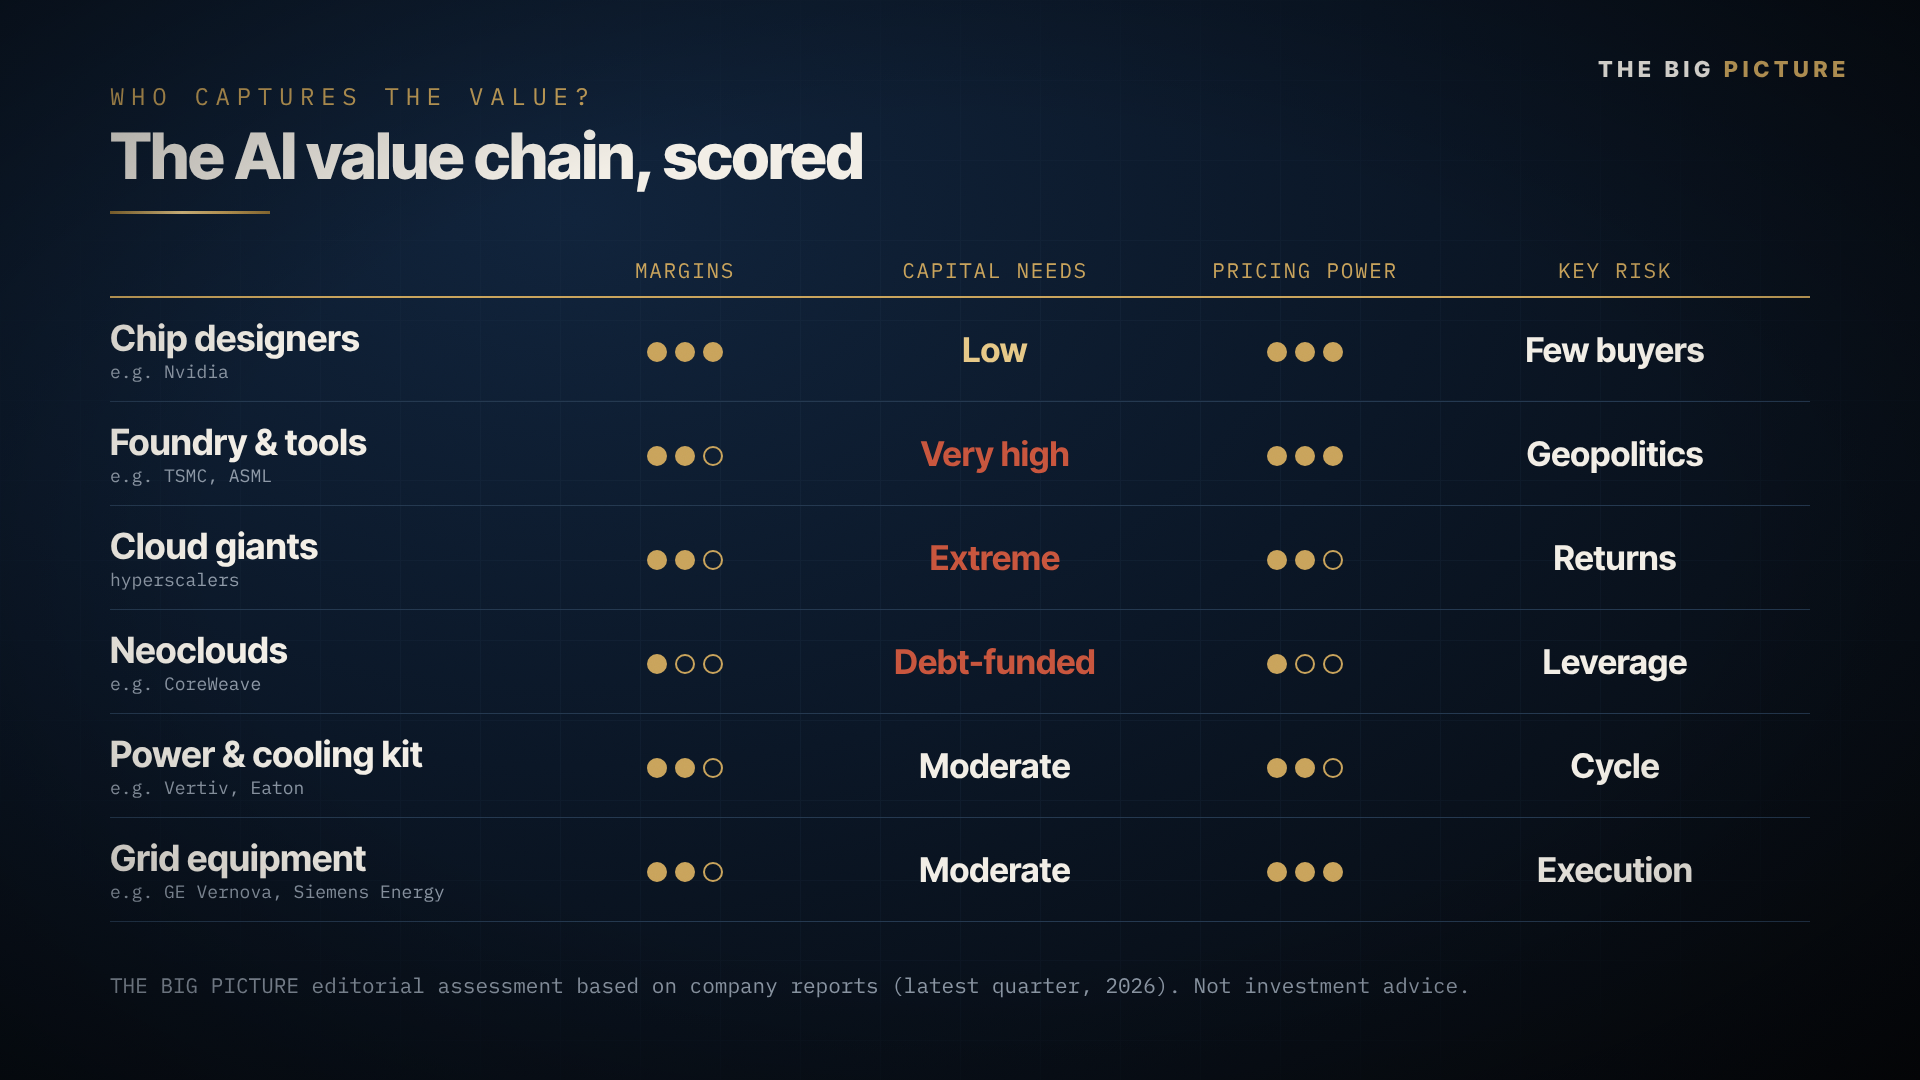 THE BIG PICTURE
WHO CAPTURES THE VALUE?
The AI value chain, scored
MARGINS CAPITAL NEEDS PRICING POWER KEY RISK
Chip designers Low Few buyers
e.g. Nvidia
Foundry & tools Very high Geopolitics
e.g. TSMC, ASML
Cloud giants Extreme Returns
hyperscalers
Neoclouds Debt-funded Leverage
e.g. CoreWeave
Power & cooling kit Moderate Cycle
e.g. Vertiv, Eaton
Grid equipment Moderate Execution
e.g. GE Vernova, Siemens Energy
THE BIG PICTURE editorial assessment based on company reports (latest quarter, 2026). Not investment advice.